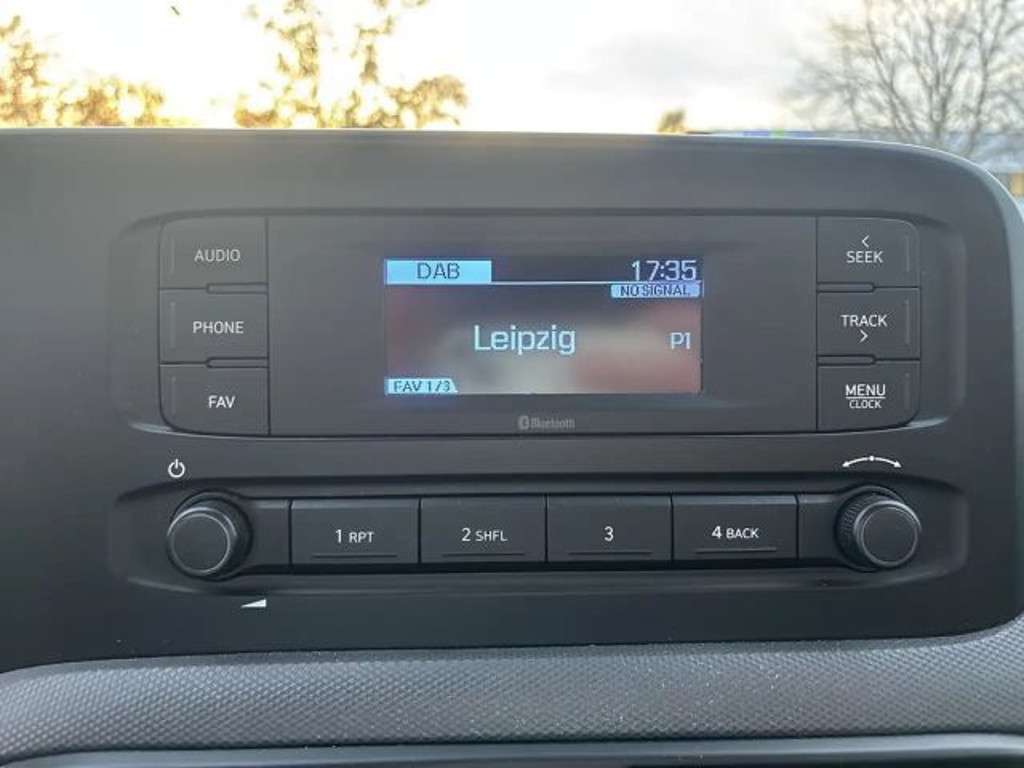 AUDIO
PHONE
FAV
DAB 17:35
NO SIGNAL
Leipzig P1
FAV 1/3
Bluetooth
SEEK
TRACK
MENU
CLOCK
1 RPT
2 SHFL
3
4 BACK